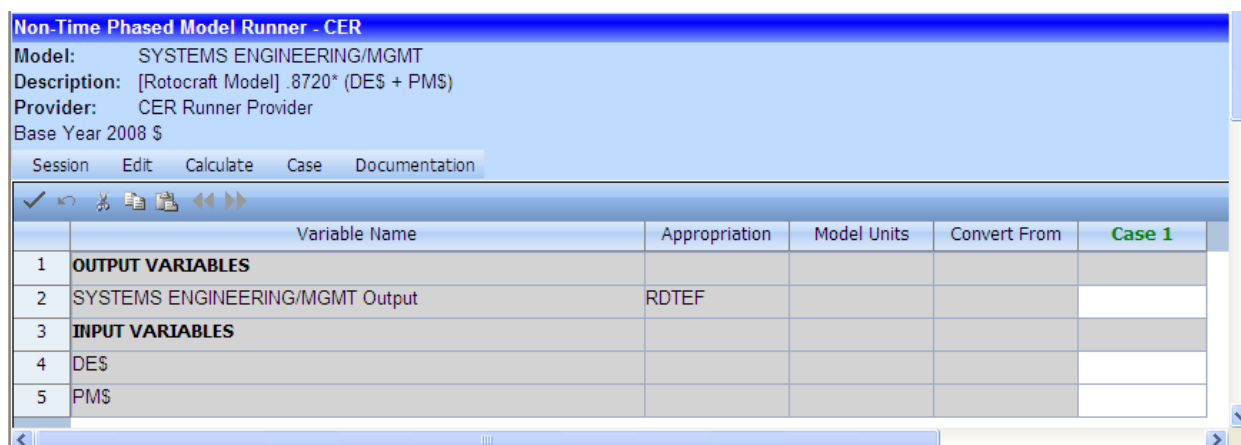 Non-Time Phased Model Runner - CER
Model: SYSTEMS ENGINEERING/MGMT
Description: [Rotocraft Model] .8720* (DE$ + PM$)
Provider: CER Runner Provider
Base Year 2008 $
Session Edit Calculate Case Documentation
Variable Name Appropriation Model Units Convert From Case 1
1 OUTPUT VARIABLES
2 SYSTEMS ENGINEERING/MGMT Output RDTEF
3 INPUT VARIABLES
4 DE$
5 PM$